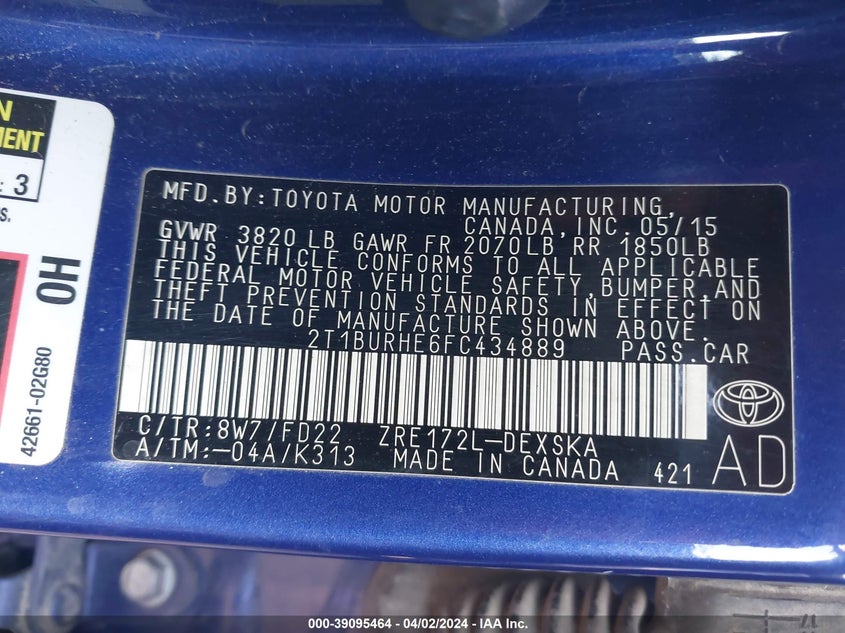 N
MENT
: 3
S.
OH
42661-02G80
MFD.BY:TOYOTA MOTOR MANUFACTURING,
CANADA,INC. 05/15
GVWR 3820 LB GAWR FR 2070LB RR 1850LB
THIS VEHICLE CONFORMS TO ALL APPLICABLE
FEDERAL MOTOR VEHICLE SAFETY,BUMPER,AND
THEFT PREVENTION STANDARDS IN EFFECT ON
THE DATE OF MANUFACTURE SHOWN ABOVE.
2T1BURHE6FC434889 PASS.CAR
C/TR:8W7/FD22 ZRE172L-DEXSKA
A/TM:-04A/K313 MADE IN CANADA 421
AD
000-39095464 - 04/02/2024 - IAA Inc.